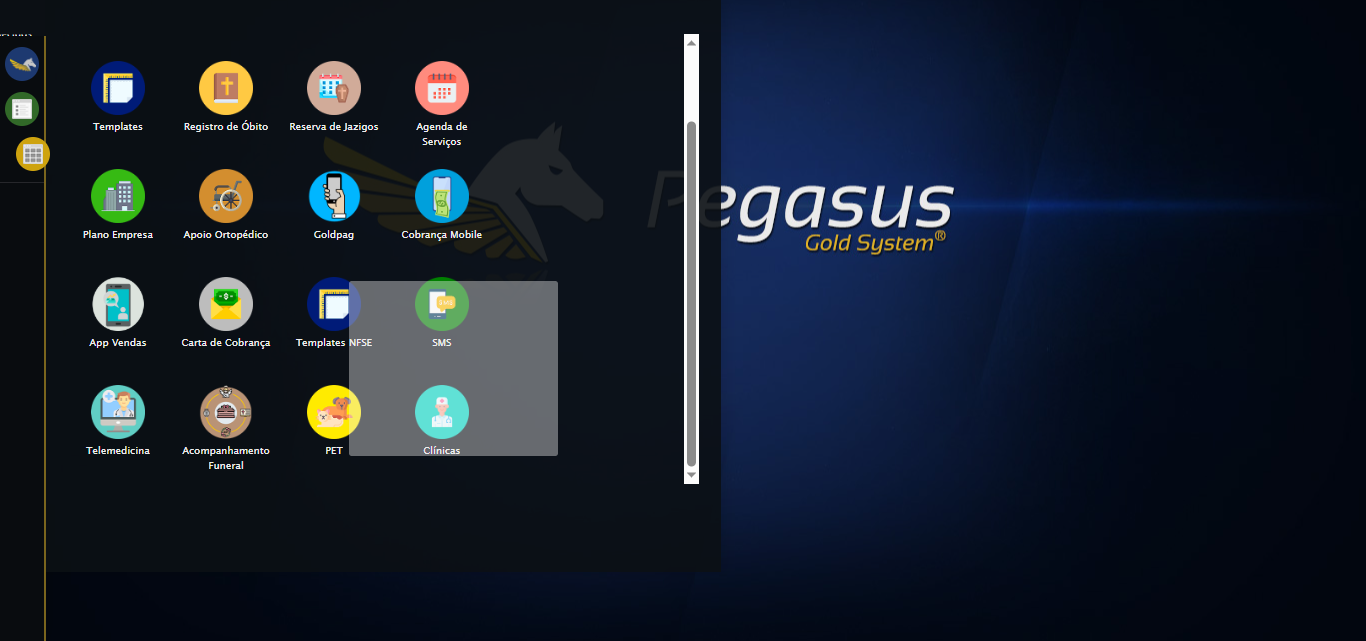 Templates
Registro de Óbito
Reserva de Jazigos
Agenda de
Serviços
Pegasus
Gold System®
Plano Empresa
Apoio Ortopédico
Goldpag
Cobrança Mobile
App Vendas
Carta de Cobrança
Templates NFSE
SMS
SMS
Telemedicina
Acompanhamento
Funeral
PET
Clínicas